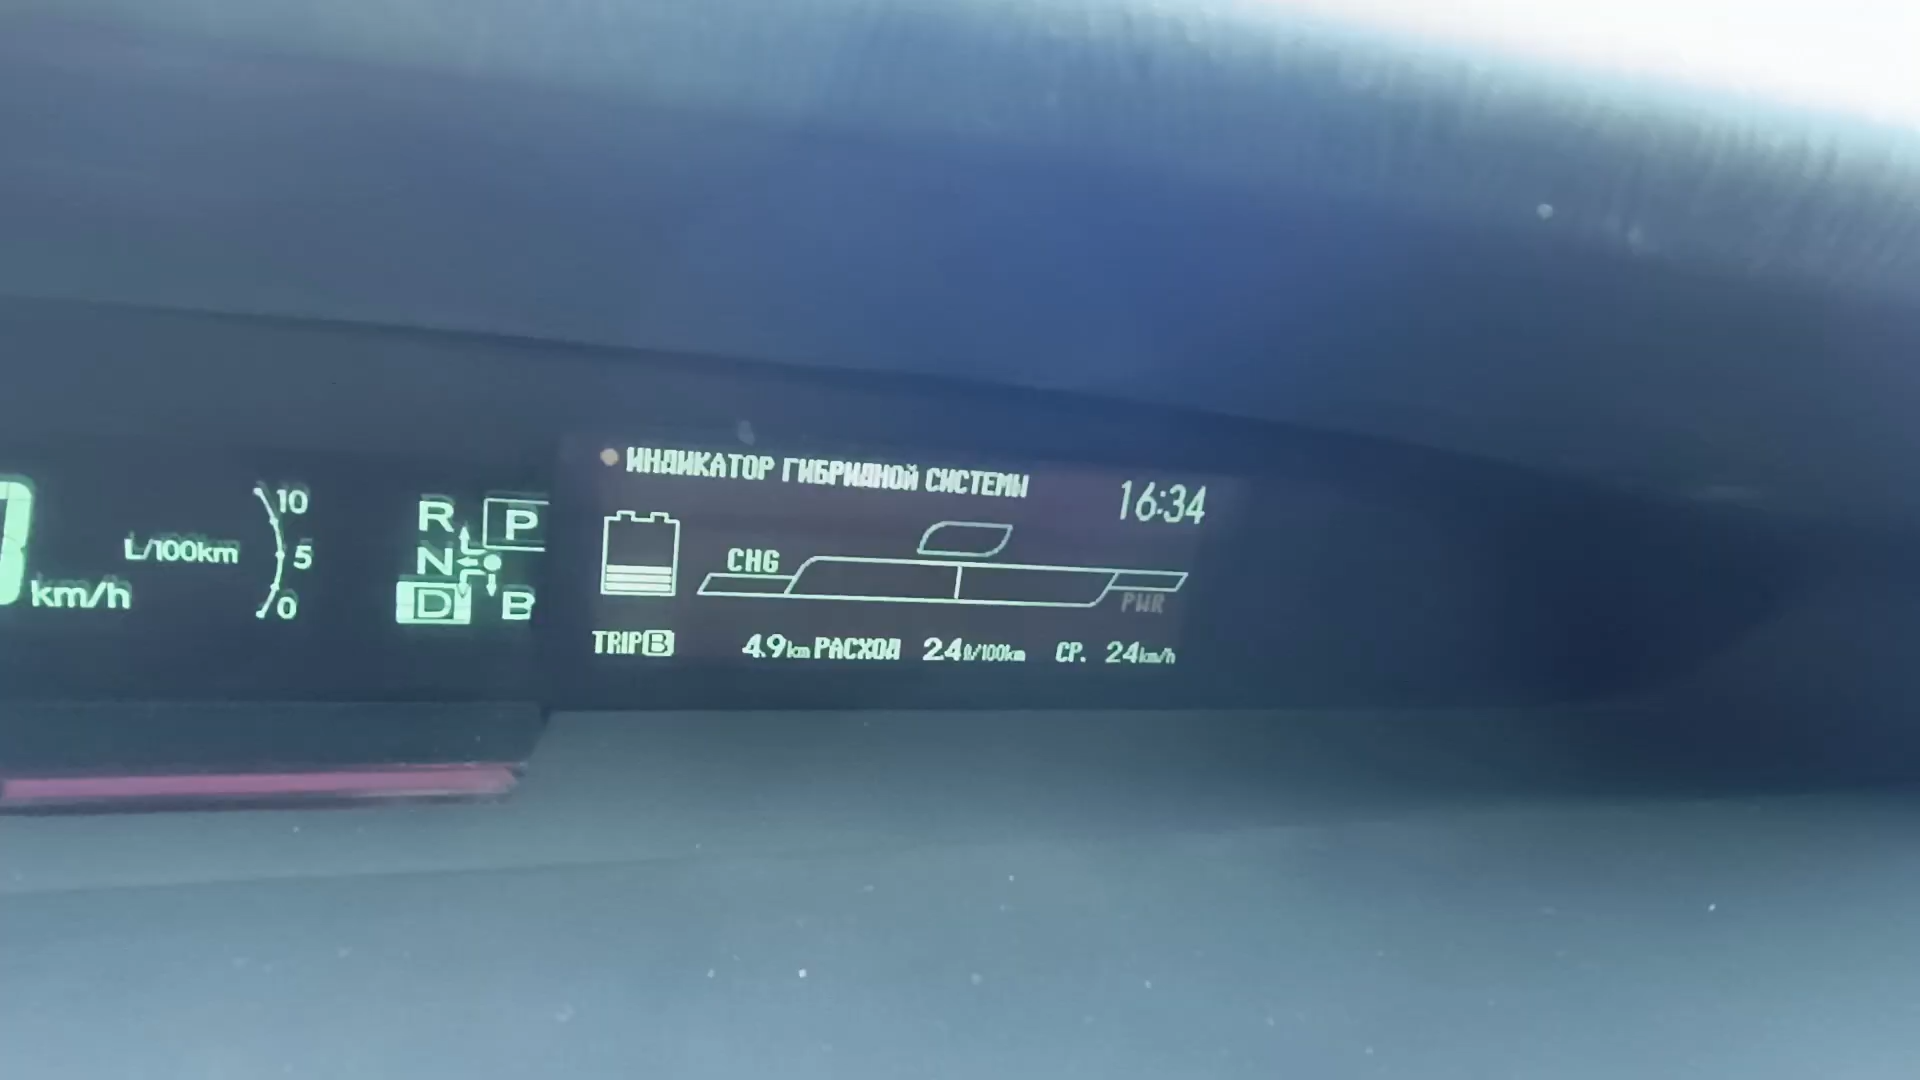 ИНДИКАТОР ГИБРИДНОЙ СИСТЕМЫ 16:34
10
L/100km 5
0
km/h
R P
N
D B
CHG
PWR
TRIP B 4.9km РАСХОД 2.4ℓ/100km СР. 24km/h